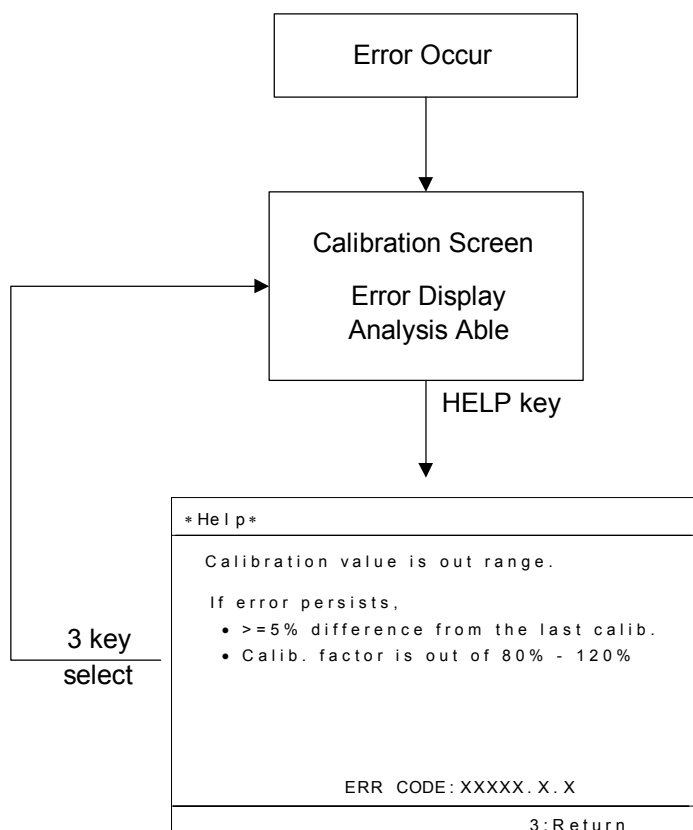 Error Occur
Calibration Screen
Error Display
Analysis Able
HELP key
*Help*
Calibration value is out range.
If error persists,
• >=5% difference from the last calib.
• Calib. factor is out of 80% - 120%
3 key
select
ERR CODE:XXXXX.X.X
3:Return